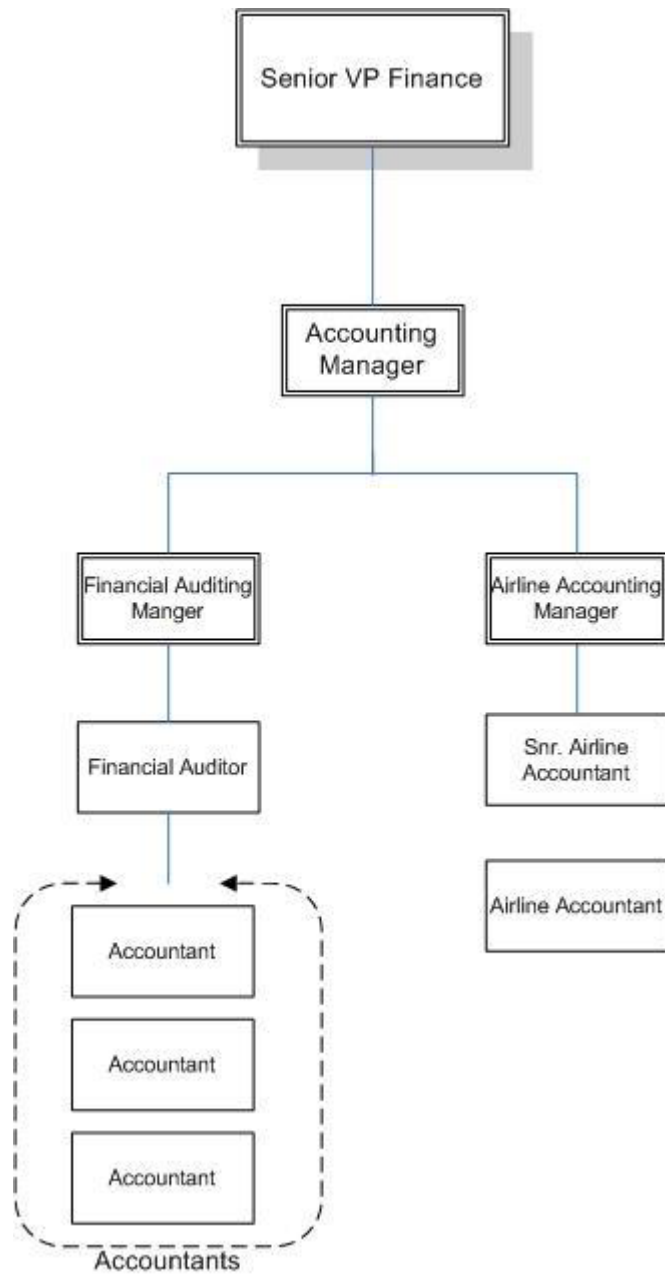 Senior VP Finance
Accounting
Manager
Financial Auditing
Manger
Airline Accounting
Manager
Financial Auditor
Snr. Airline
Accountant
Airline Accountant
Accountant
Accountant
Accountant
Accountants